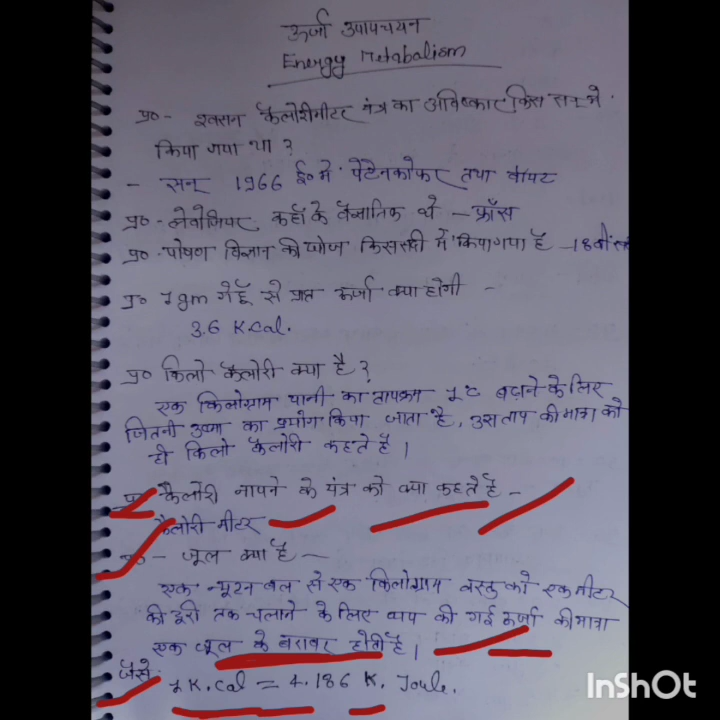 ऊर्जा उपापचयन
Energy Metabalism
प्र० - श्वसन कैलोरीमीटर यंत्र का अविष्कार किस सन् मे
किया गया था ?
- सन् 1966 ई० मे पेटेनकोफर तथा वायट
प्र० - लेवोजियर कहाँ के वैज्ञानिक थे - फ्राँस
प्र० - पोषण विज्ञान की खोज किस सदी में किया गया है - 18वीं
प्र० 1 gm गेहूँ से प्राप्त ऊर्जा क्या होगी -
3.6 K.Cal.
प्र० किलो कैलोरी क्या है ?
एक किलोग्राम पानी का तापक्रम 1°c बढ़ाने के लिए
जितनी उष्मा का प्रयोग किया जाता है, उस ताप की मात्रा को
ही किलो कैलोरी कहते है ।
प्र० कैलोरी नापने के यंत्र को क्या कहते है -
कैलोरी मीटर
प्र० - जूल क्या है -
एक न्यूटन बल से एक किलोग्राम वस्तु को एक मीटर
की दूरी तक चलाने के लिए व्यय की गई ऊर्जा की मात्रा
एक जूल के बराबर होती है ।
जैसे 1 K.Cal = 4.186 K. Joule.
InShOt